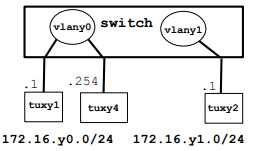 vlany0 switch vlany1
.1 .254 .1
tuxy1 tuxy4 tuxy2
172.16.y0.0/24 172.16.y1.0/24